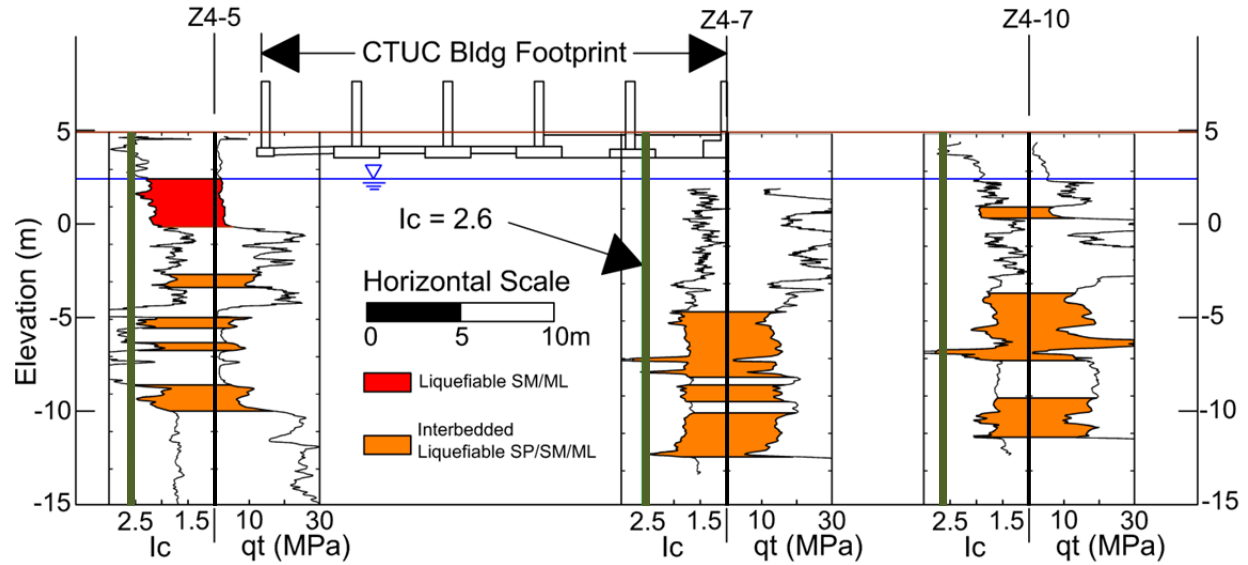 Z4-5
Z4-7
Z4-10
CTUC Bldg Footprint
5
5
0
0
-5
-5
-10
-10
-15
-15
Elevation (m)
Ic = 2.6
Horizontal Scale
0 5 10m
Liquefiable SM/ML
Interbedded
Liquefiable SP/SM/ML
2.5 1.5 10 30
Ic qt (MPa)
2.5 1.5 10 30
Ic qt (MPa)
2.5 1.5 10 30
Ic qt (MPa)